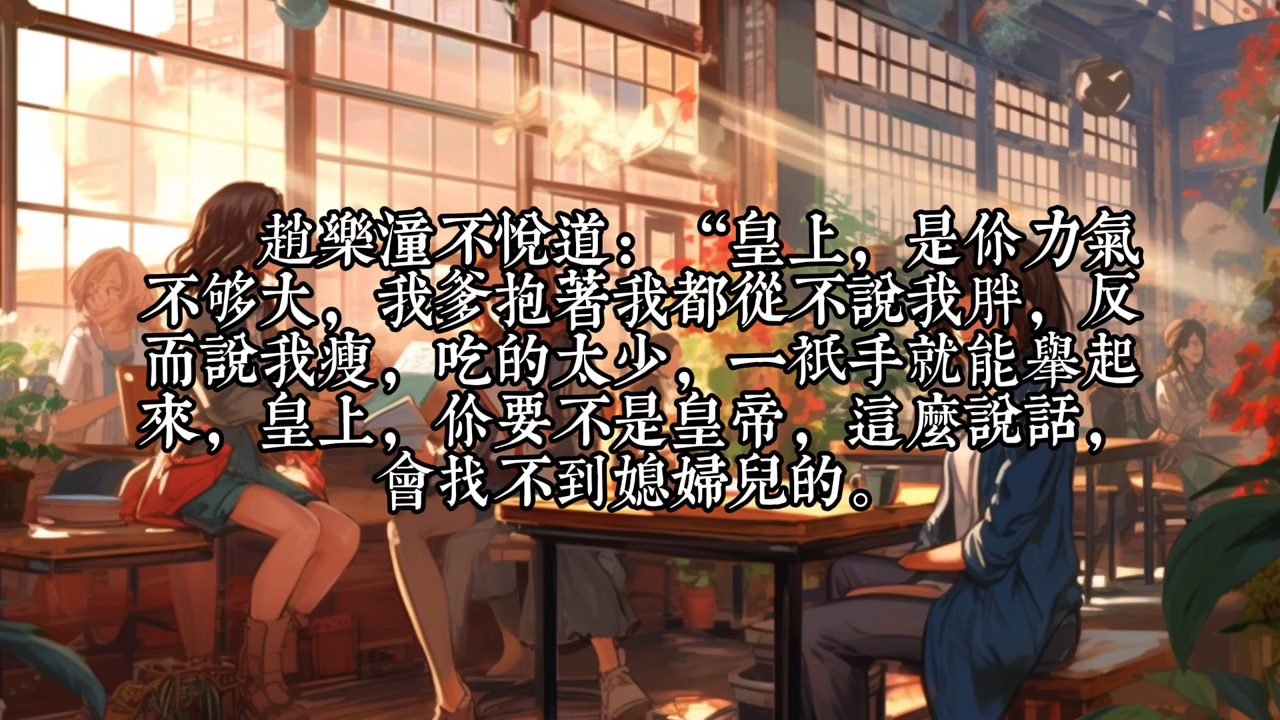 趙樂潼不悅道：“皇上，是伱力氣
不够大，我爹抱著我都從不說我胖，反
而說我瘦，吃的太少，一衹手就能舉起
來，皇上，伱要不是皇帝，這麼說話，
會找不到媳婦兒的。